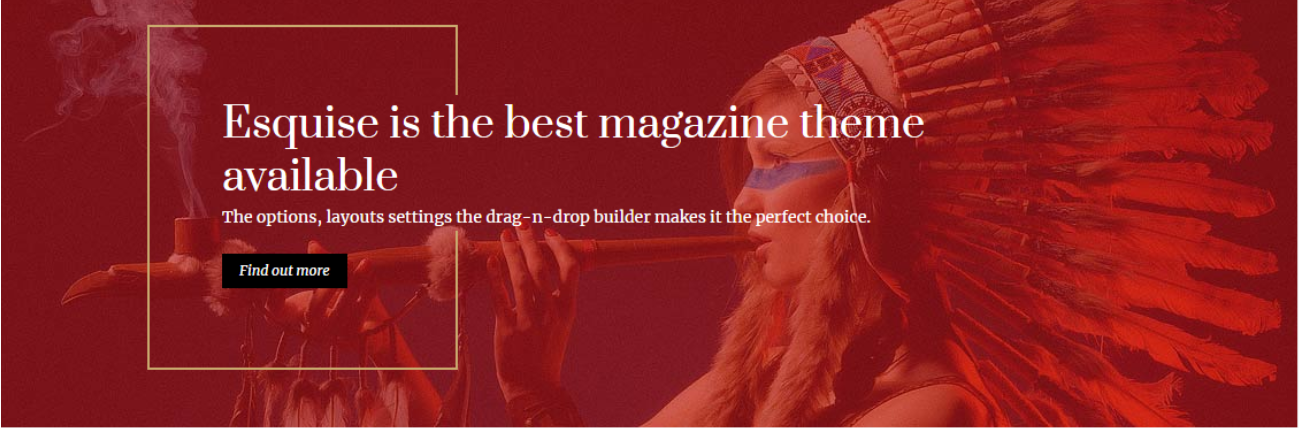 Esquise is the best magazine theme
available
The options, layouts settings the drag-n-drop builder makes it the perfect choice.
Find out more